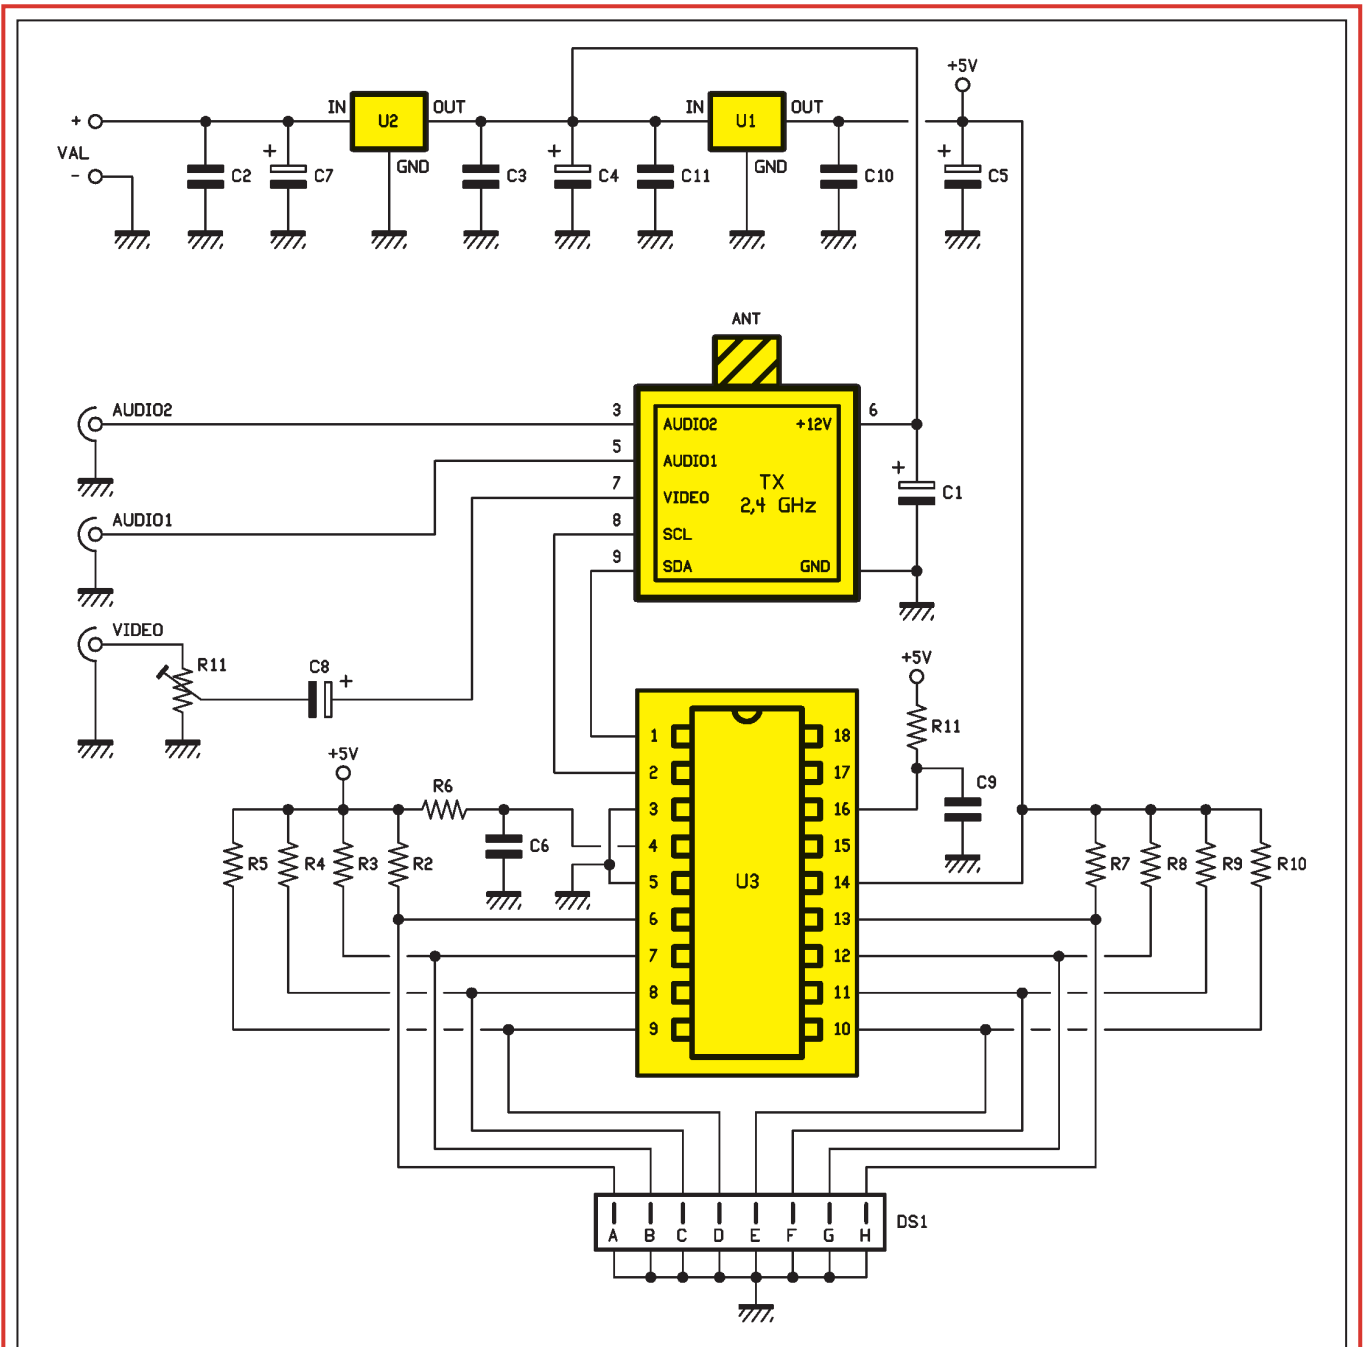 +5V
IN U2 OUT
IN U1 OUT
+
VAL
-
GND
GND
+ + +
C2 C7 C3 C4 C11 C10 C5
ANT
AUDIO2 3 AUDIO2 +12V 6
5 AUDIO1
+
TX
7 VIDEO 2,4 GHz C1
AUDIO1 8 SCL
9 SDA GND
VIDEO
R11 C8 +
+5V
R11
1 18
+5V
2 17
R6 C9
3 16
4 15
C6
R5 R4 R3 R2 5 U3 14 R7 R8 R9 R10
6 13
7 12
8 11
9 10
DS1
A B C D E F G H